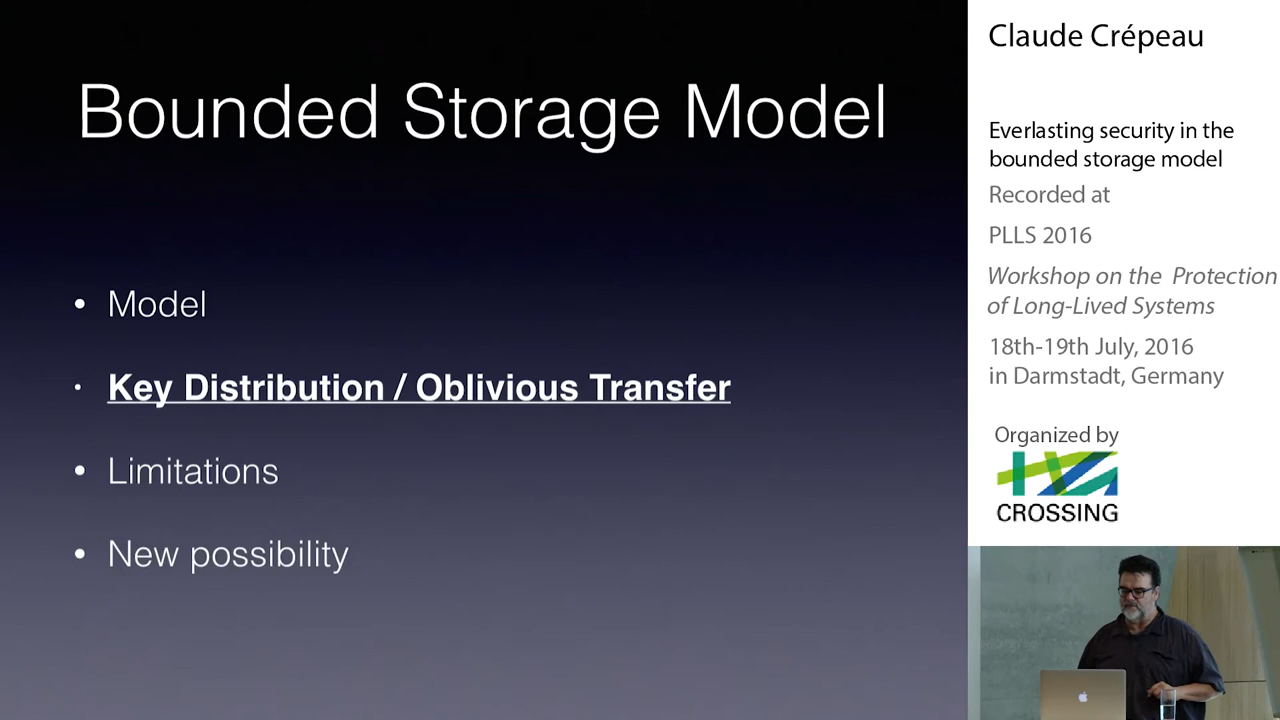 Bounded Storage Model
• Model
• Key Distribution / Oblivious Transfer
• Limitations
• New possibility
Claude Crépeau
Everlasting security in the
bounded storage model
Recorded at
PLLS 2016
Workshop on the Protection
of Long-Lived Systems
18th-19th July, 2016
in Darmstadt, Germany
Organized by
CROSSING